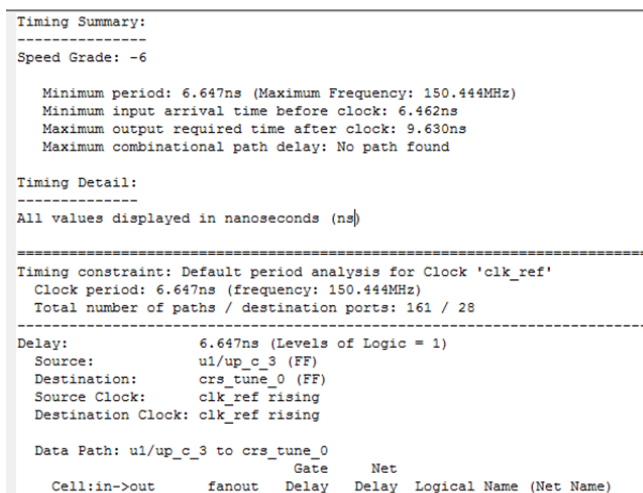 Timing Summary:
---------------
Speed Grade: -6
Minimum period: 6.647ns (Maximum Frequency: 150.444MHz)
Minimum input arrival time before clock: 6.462ns
Maximum output required time after clock: 9.630ns
Maximum combinational path delay: No path found
Timing Detail:
--------------
All values displayed in nanoseconds (ns)
=========================================================================
Timing constraint: Default period analysis for Clock 'clk_ref'
Clock period: 6.647ns (frequency: 150.444MHz)
Total number of paths / destination ports: 161 / 28
-------------------------------------------------------------------------
Delay: 6.647ns (Levels of Logic = 1)
Source: u1/up_c_3 (FF)
Destination: crs_tune_0 (FF)
Source Clock: clk_ref rising
Destination Clock: clk_ref rising
Data Path: u1/up_c_3 to crs_tune_0
Gate Net
Cell:in->out fanout Delay Delay Logical Name (Net Name)